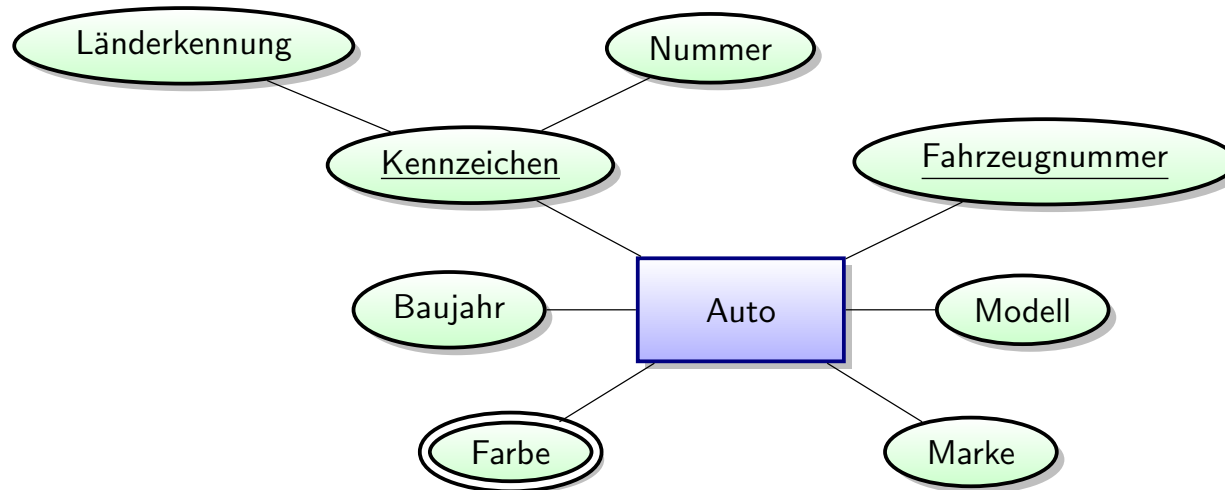 Länderkennung
Nummer
Kennzeichen
Fahrzeugnummer
Baujahr
Auto
Modell
Farbe
Marke